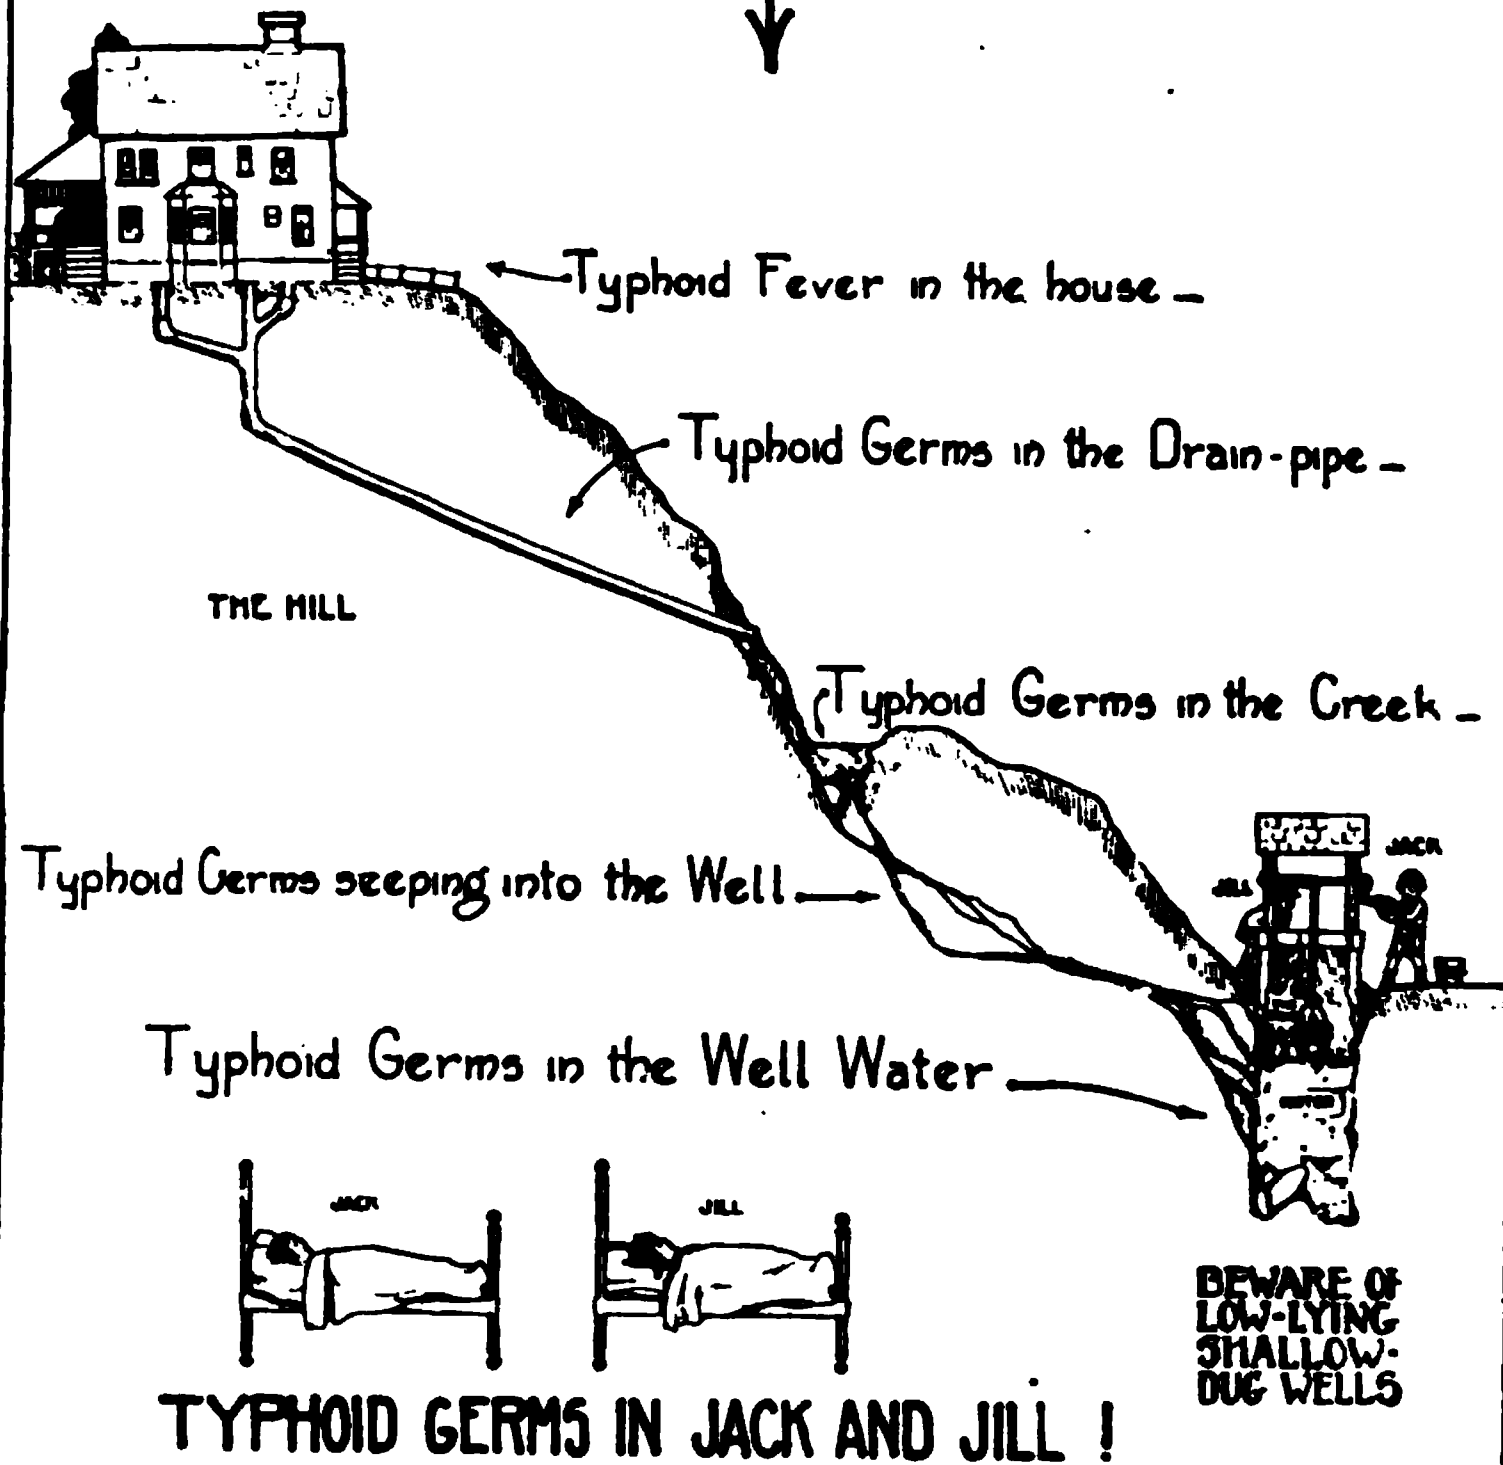 Typhoid Fever in the house –
Typhoid Germs in the Drain-pipe –
THE HILL
Typhoid Germs in the Creek –
JACK
JILL
Typhoid Germs seeping into the Well
Typhoid Germs in the Well Water
JACK
JILL
BEWARE OF
LOW-LYING
SHALLOW-
DUG WELLS
TYPHOID GERMS IN JACK AND JILL !